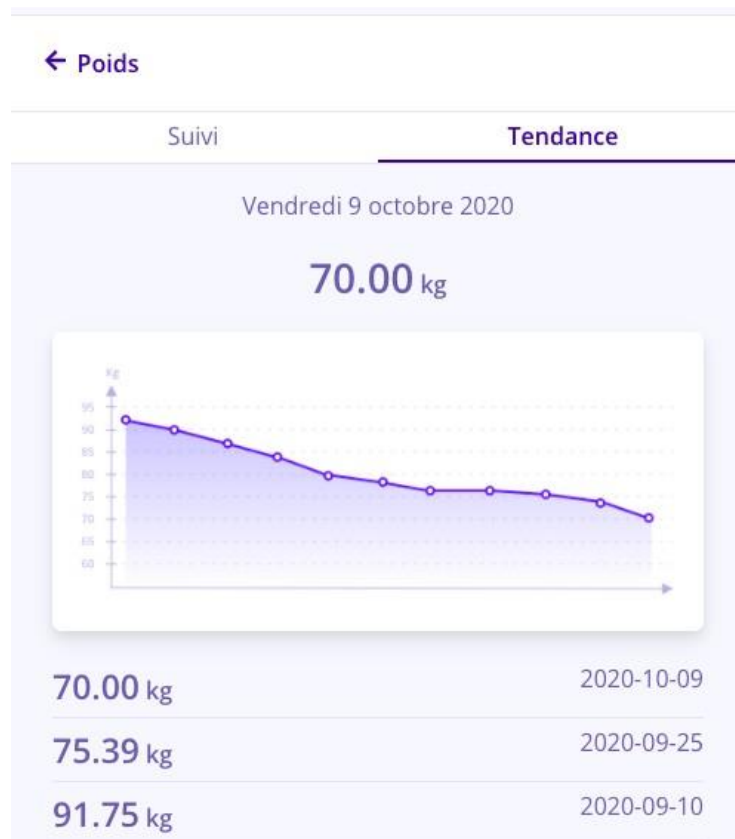 Poids
Suivi Tendance
Vendredi 9 octobre 2020
70.00 kg
Kg
95
90
85
80
75
70
65
60
70.00 kg 2020-10-09
75.39 kg 2020-09-25
91.75 kg 2020-09-10